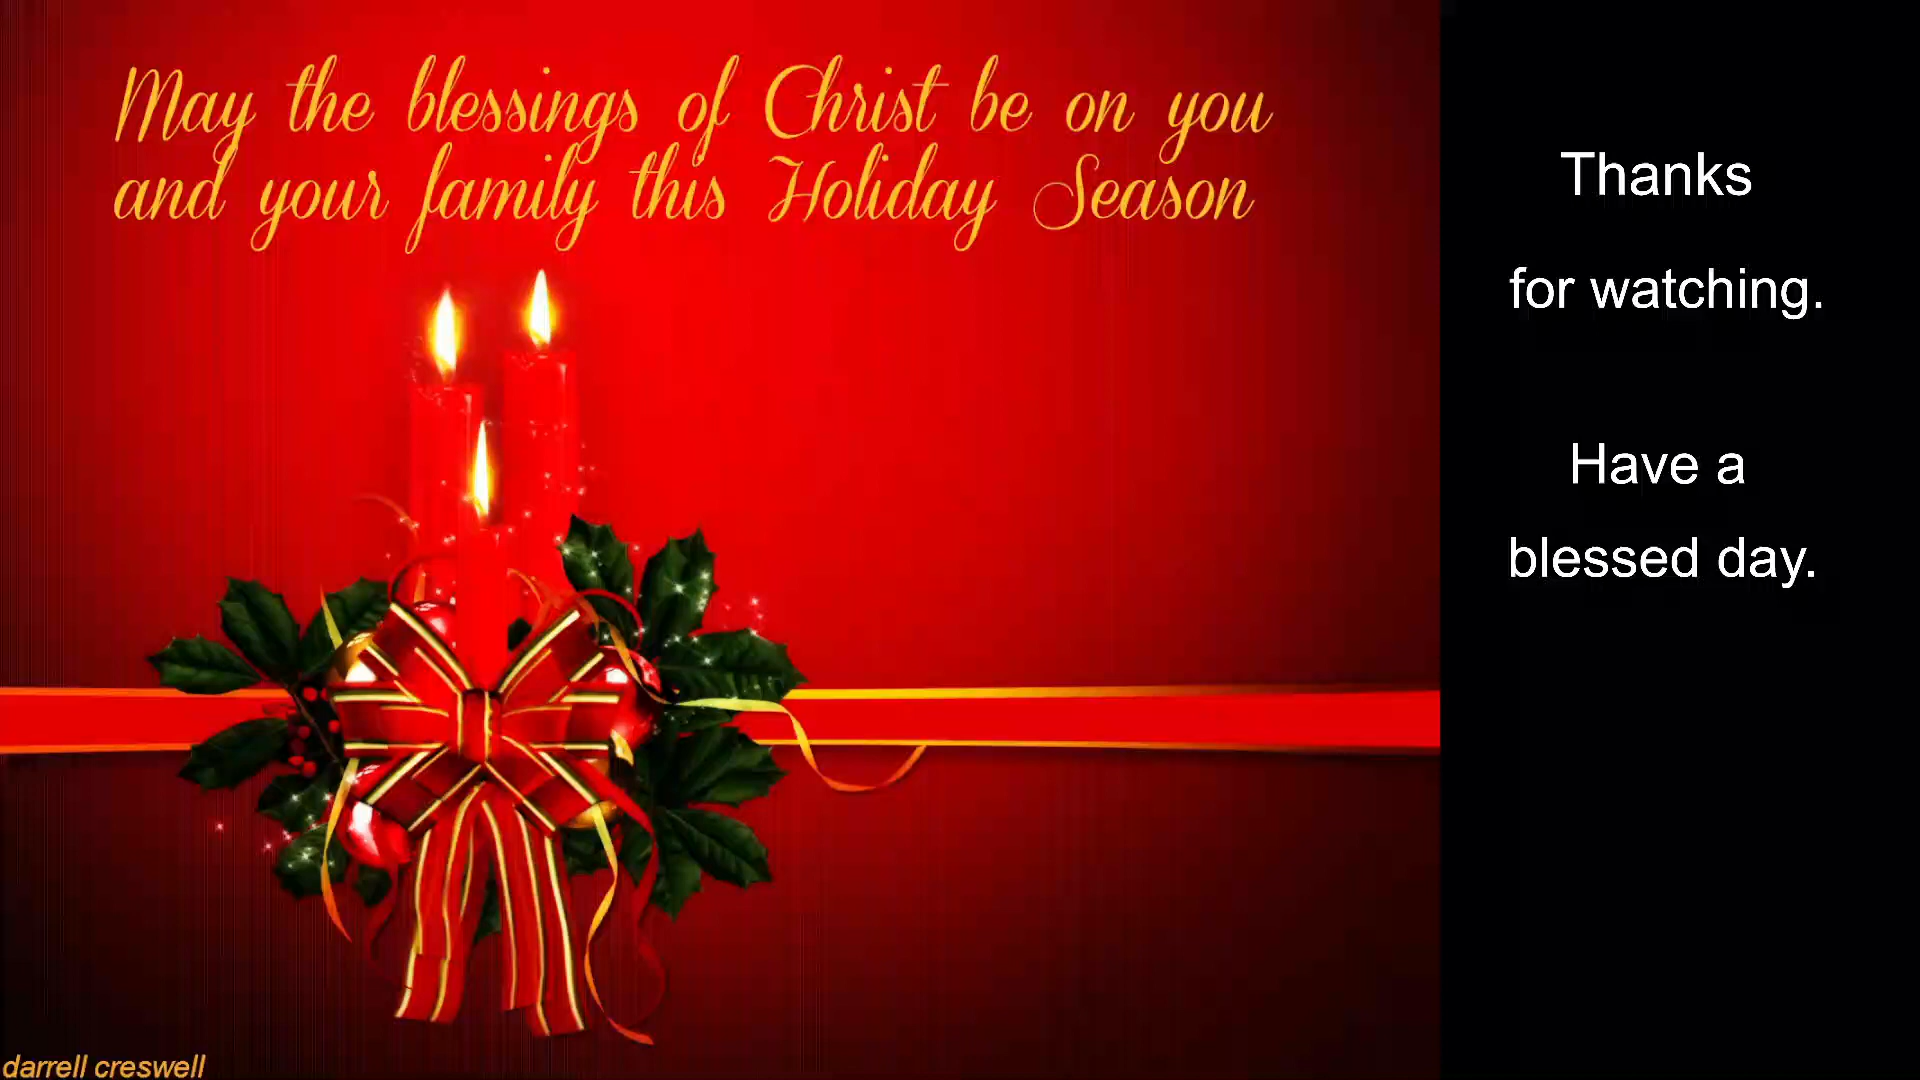 May the blessings of Christ be on you
and your family this Holiday Season
Thanks
for watching.
Have a
blessed day.
darrell creswell